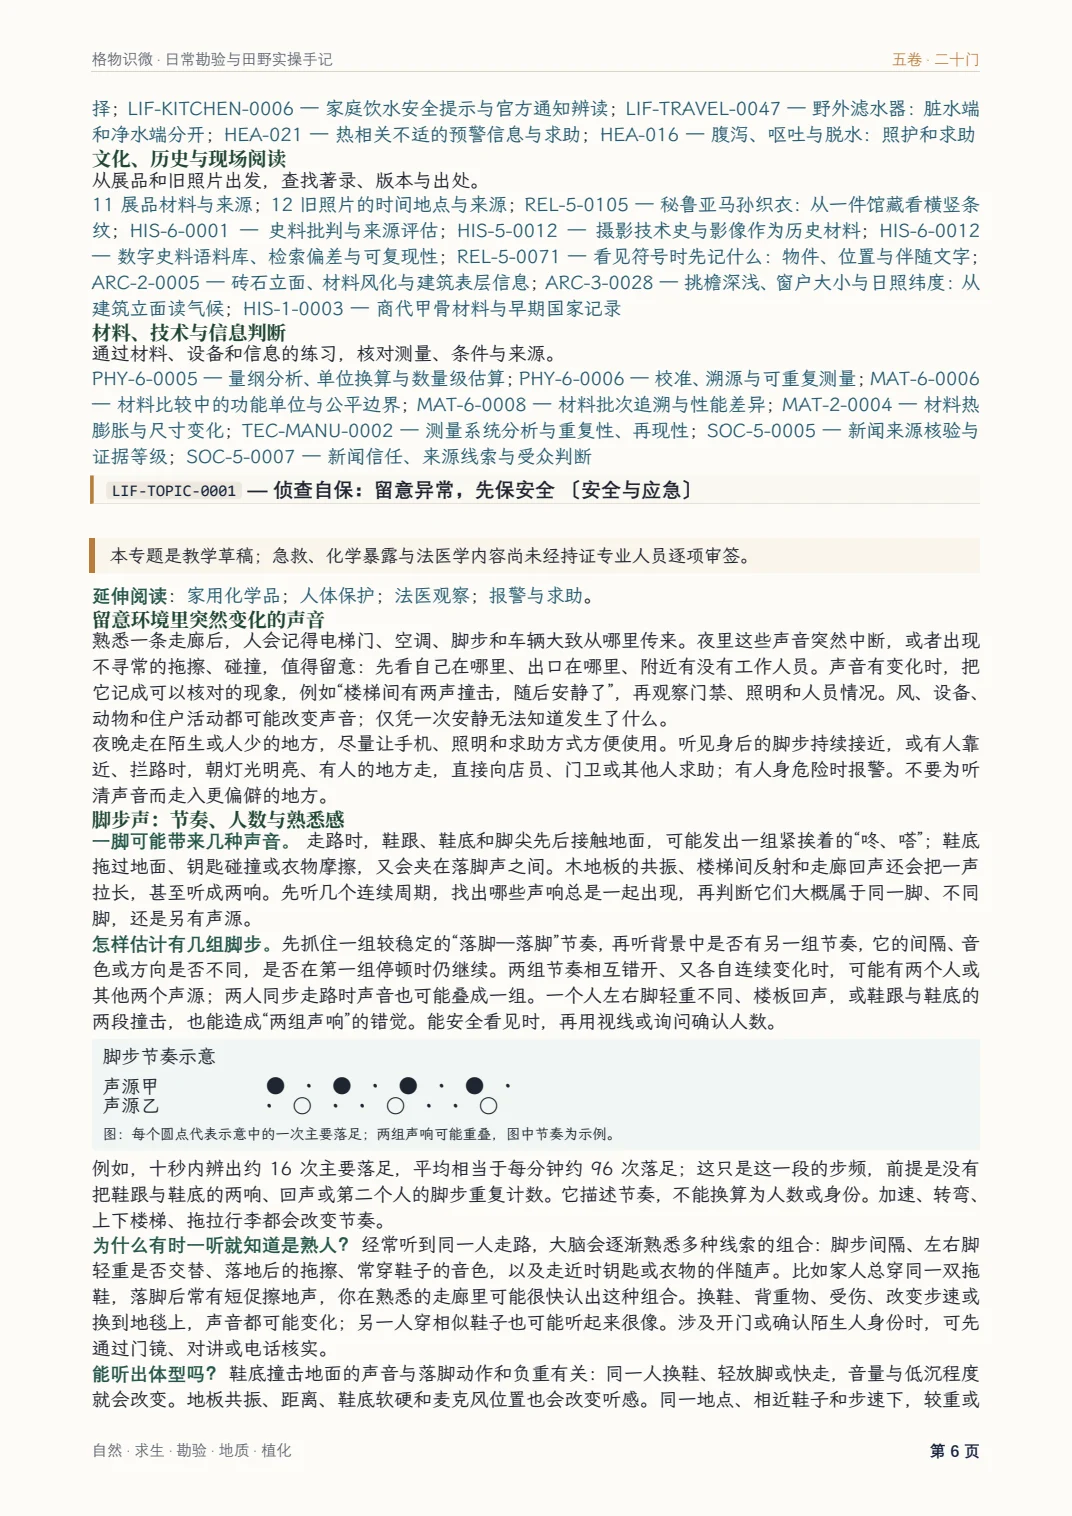 格物识微 · 日常勘验与田野实操手记
五卷 · 二十门
择；LIF-KITCHEN-0006 — 家庭饮水安全提示与官方通知辨读；LIF-TRAVEL-0047 — 野外滤水器：脏水端
和净水端分开；HEA-021 — 热相关不适的预警信息与求助；HEA-016 — 腹泻、呕吐与脱水：照护和求助
文化、历史与现场阅读
从展品和旧照片出发，查找著录、版本与出处。
11 展品材料与来源；12 旧照片的时间地点与来源；REL-5-0105 — 秘鲁亚马孙织衣：从一件馆藏看横竖条
纹；HIS-6-0001 — 史料批判与来源评估；HIS-5-0012 — 摄影技术史与影像作为历史材料；HIS-6-0012
— 数字史料语料库、检索偏差与可复现性；REL-5-0071 — 看见符号时先记什么：物件、位置与伴随文字；
ARC-2-0005 — 砖石立面、材料风化与建筑表层信息；ARC-3-0028 — 挑檐深浅、窗户大小与日照纬度：从
建筑立面读气候；HIS-1-0003 — 商代甲骨材料与早期国家记录
材料、技术与信息判断
通过材料、设备和信息的练习，核对测量、条件与来源。
PHY-6-0005 — 量纲分析、单位换算与数量级估算；PHY-6-0006 — 校准、溯源与可重复测量；MAT-6-0006
— 材料比较中的功能单位与公平边界；MAT-6-0008 — 材料批次追溯与性能差异；MAT-2-0004 — 材料热
膨胀与尺寸变化；TEC-MANU-0002 — 测量系统分析与重复性、再现性；SOC-5-0005 — 新闻来源核验与
证据等级；SOC-5-0007 — 新闻信任、来源线索与受众判断
LIF-TOPIC-0001 — 侦查自保：留意异常，先保安全 〔安全与应急〕
本专题是教学草稿；急救、化学暴露与法医学内容尚未经持证专业人员逐项审签。
延伸阅读：家用化学品；人体保护；法医观察；报警与求助。
留意环境里突然变化的声音
熟悉一条走廊后，人会记得电梯门、空调、脚步和车辆大致从哪里传来。夜里这些声音突然中断，或者出现
不寻常的拖擦、碰撞，值得留意：先看自己在哪里、出口在哪里、附近有没有工作人员。声音有变化时，把
它记成可以核对的现象，例如“楼梯间有两声撞击，随后安静了”，再观察门禁、照明和人员情况。风、设备、
动物和住户活动都可能改变声音；仅凭一次安静无法知道发生了什么。
夜晚走在陌生或人少的地方，尽量让手机、照明和求助方式方便使用。听见身后的脚步持续接近，或有人靠
近、拦路时，朝灯光明亮、有人的地方走，直接向店员、门卫或其他人求助；有人身危险时报警。不要为听
清声音而走入更偏僻的地方。
脚步声：节奏、人数与熟悉感
一脚可能带来几种声音。 走路时，鞋跟、鞋底和脚尖先后接触地面，可能发出一组紧挨着的“咚、嗒”；鞋底
拖过地面、钥匙碰撞或衣物摩擦，又会夹在落脚声之间。木地板的共振、楼梯间反射和走廊回声还会把一声
拉长，甚至听成两响。先听几个连续周期，找出哪些声响总是一起出现，再判断它们大概属于同一脚、不同
脚，还是另有声源。
怎样估计有几组脚步。先抓住一组较稳定的“落脚—落脚”节奏，再听背景中是否有另一组节奏，它的间隔、音
色或方向是否不同，是否在第一组停顿时仍继续。两组节奏相互错开、又各自连续变化时，可能有两个人或
其他两个声源；两人同步走路时声音也可能叠成一组。一个人左右脚轻重不同、楼板回声，或鞋跟与鞋底的
两段撞击，也能造成“两组声响”的错觉。能安全看见时，再用视线或询问确认人数。
脚步节奏示意
声源甲 ● · ● · ● · ● ·
声源乙 · ○ · · ○ · · ○
图：每个圆点代表示意中的一次主要落足；两组声响可能重叠，图中节奏为示例。
例如，十秒内辨出约 16 次主要落足，平均相当于每分钟约 96 次落足；这只是这一段的步频，前提是没有
把鞋跟与鞋底的两响、回声或第二个人的脚步重复计数。它描述节奏，不能换算为人数或身份。加速、转弯、
上下楼梯、拖拉行李都会改变节奏。
为什么有时一听就知道是熟人？ 经常听到同一人走路，大脑会逐渐熟悉多种线索的组合：脚步间隔、左右脚
轻重是否交替、落地后的拖擦、常穿鞋子的音色，以及走近时钥匙或衣物的伴随声。比如家人总穿同一双拖
鞋，落脚后常有短促擦地声，你在熟悉的走廊里可能很快认出这种组合。换鞋、背重物、受伤、改变步速或
换到地毯上，声音都可能变化；另一人穿相似鞋子也可能听起来很像。涉及开门或确认陌生人身份时，可先
通过门镜、对讲或电话核实。
能听出体型吗？ 鞋底撞击地面的声音与落脚动作和负重有关：同一人换鞋、轻放脚或快走，音量与低沉程度
就会改变。地板共振、距离、鞋底软硬和麦克风位置也会改变听感。同一地点、相近鞋子和步速下，较重或
自然 · 求生 · 勘验 · 地质 · 植化
第 6 页